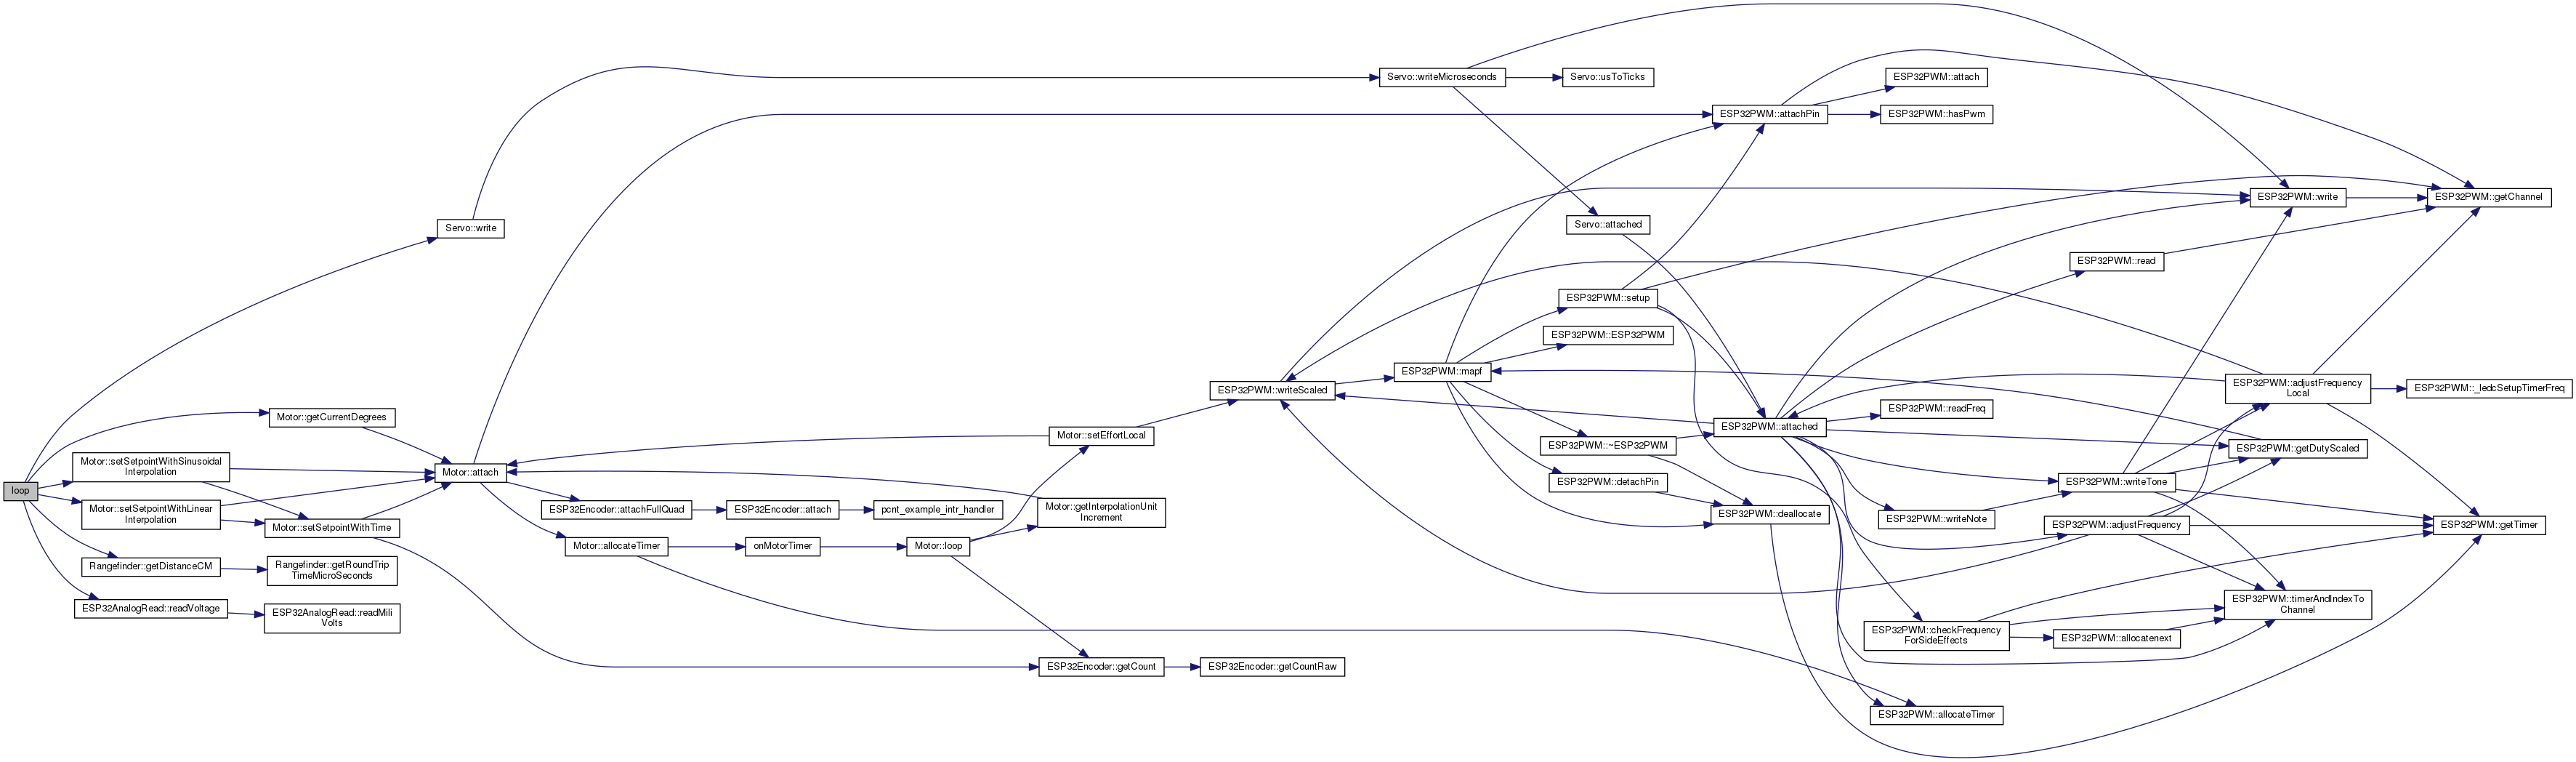 loop
Servo::write
Motor::getCurrentDegrees
Motor::setSetpointWithSinusoidal
Interpolation
Motor::setSetpointWithLinear
Interpolation
Rangefinder::getDistanceCM
ESP32AnalogRead::readVoltage
Motor::setSetpointWithTime
Rangefinder::getRoundTrip
TimeMicroSeconds
ESP32AnalogRead::readMili
Volts
Motor::attach
ESP32Encoder::attachFullQuad
Motor::allocateTimer
ESP32Encoder::attach
onMotorTimer
pcnt_example_intr_handler
Motor::loop
Motor::setEffortLocal
Motor::getInterpolationUnit
Increment
ESP32Encoder::getCount
ESP32Encoder::getCountRaw
ESP32PWM::writeScaled
Servo::writeMicroseconds
ESP32PWM::mapf
Servo::usToTicks
Servo::attached
ESP32PWM::setup
ESP32PWM::ESP32PWM
ESP32PWM::~ESP32PWM
ESP32PWM::detachPin
ESP32PWM::attachPin
ESP32PWM::attached
ESP32PWM::deallocate
ESP32PWM::attach
ESP32PWM::hasPwm
ESP32PWM::readFreq
ESP32PWM::writeNote
ESP32PWM::checkFrequency
ForSideEffects
ESP32PWM::allocateTimer
ESP32PWM::read
ESP32PWM::writeTone
ESP32PWM::adjustFrequency
ESP32PWM::allocatenext
ESP32PWM::write
ESP32PWM::adjustFrequency
Local
ESP32PWM::getDutyScaled
ESP32PWM::timerAndIndexTo
Channel
ESP32PWM::getChannel
ESP32PWM::_ledcSetupTimerFreq
ESP32PWM::getTimer